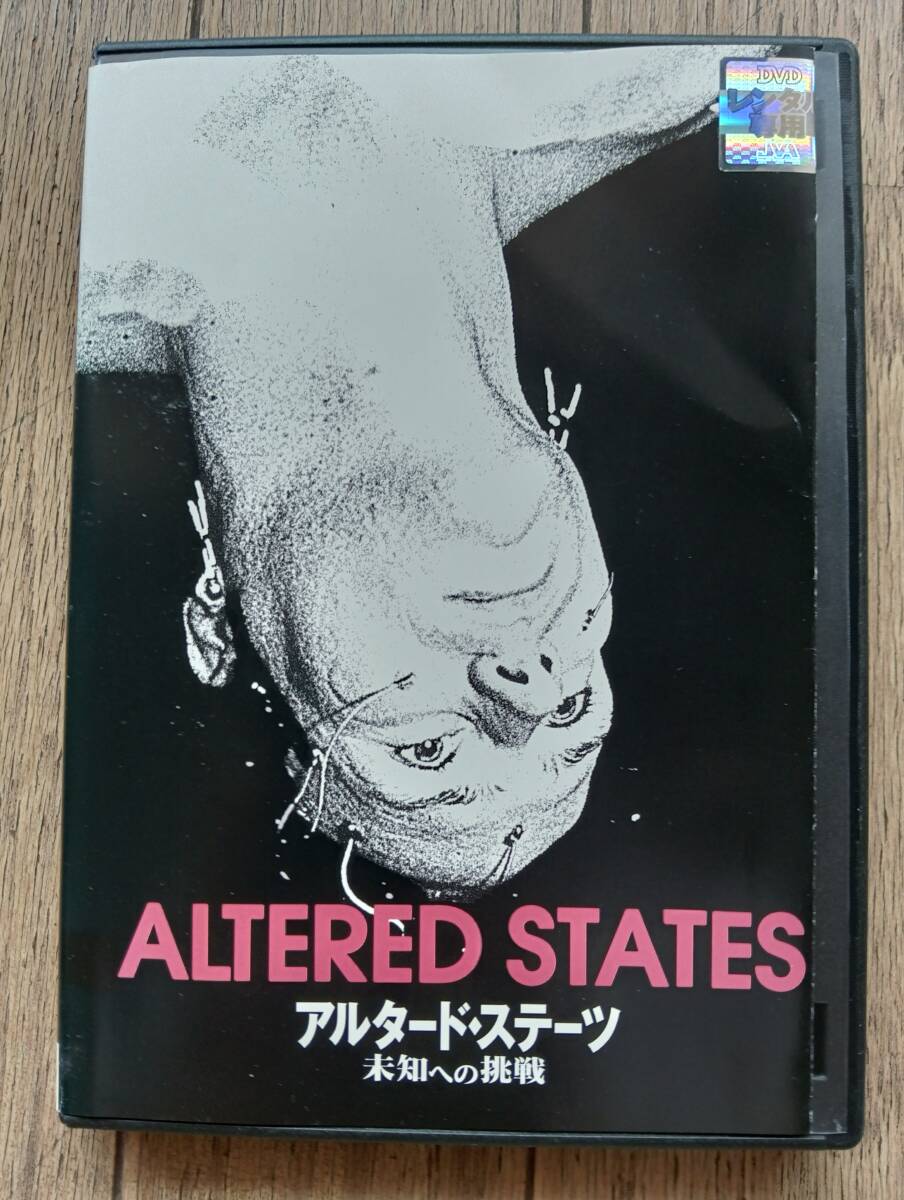 DVD
レンタル
専用
JVA
ALTERED STATES
アルタード・ステーツ
未知への挑戦